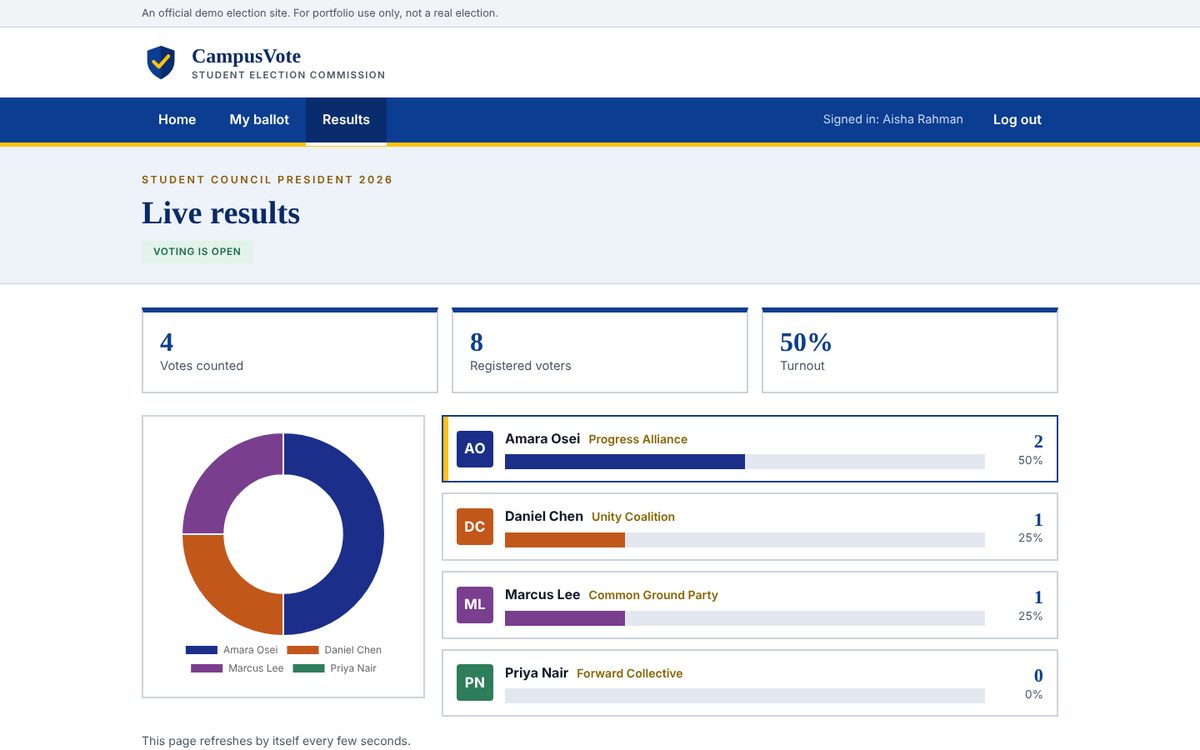 An official demo election site. For portfolio use only, not a real election.
CampusVote
STUDENT ELECTION COMMISSION
Home My ballot Results Signed in: Aisha Rahman Log out
STUDENT COUNCIL PRESIDENT 2026
Live results
VOTING IS OPEN
4
Votes counted
8
Registered voters
50%
Turnout
Amara Osei Daniel Chen
Marcus Lee Priya Nair
AO Amara Osei Progress Alliance 2
50%
DC Daniel Chen Unity Coalition 1
25%
ML Marcus Lee Common Ground Party 1
25%
PN Priya Nair Forward Collective 0
0%
This page refreshes by itself every few seconds.